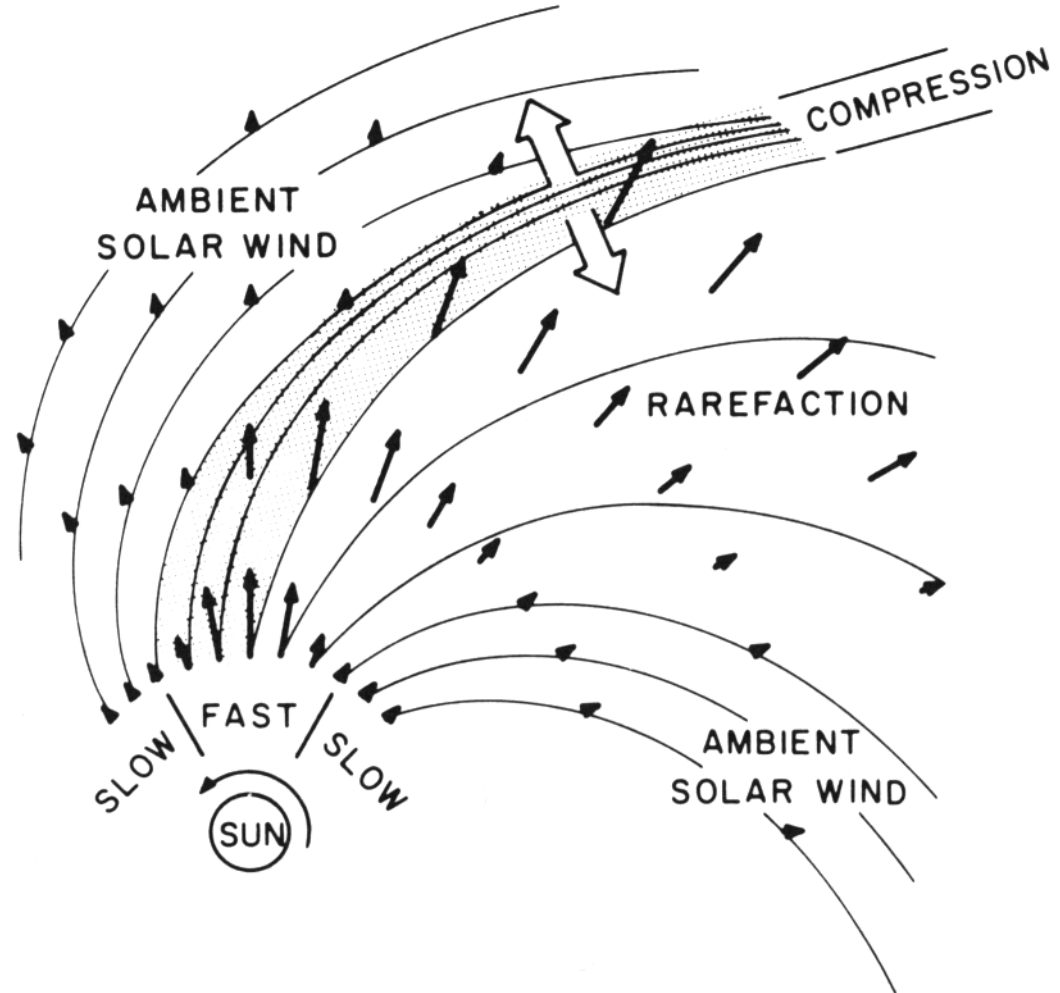 COMPRESSION
AMBIENT
SOLAR WIND
RAREFACTION
FAST
SLOW
SLOW
SUN
AMBIENT
SOLAR WIND